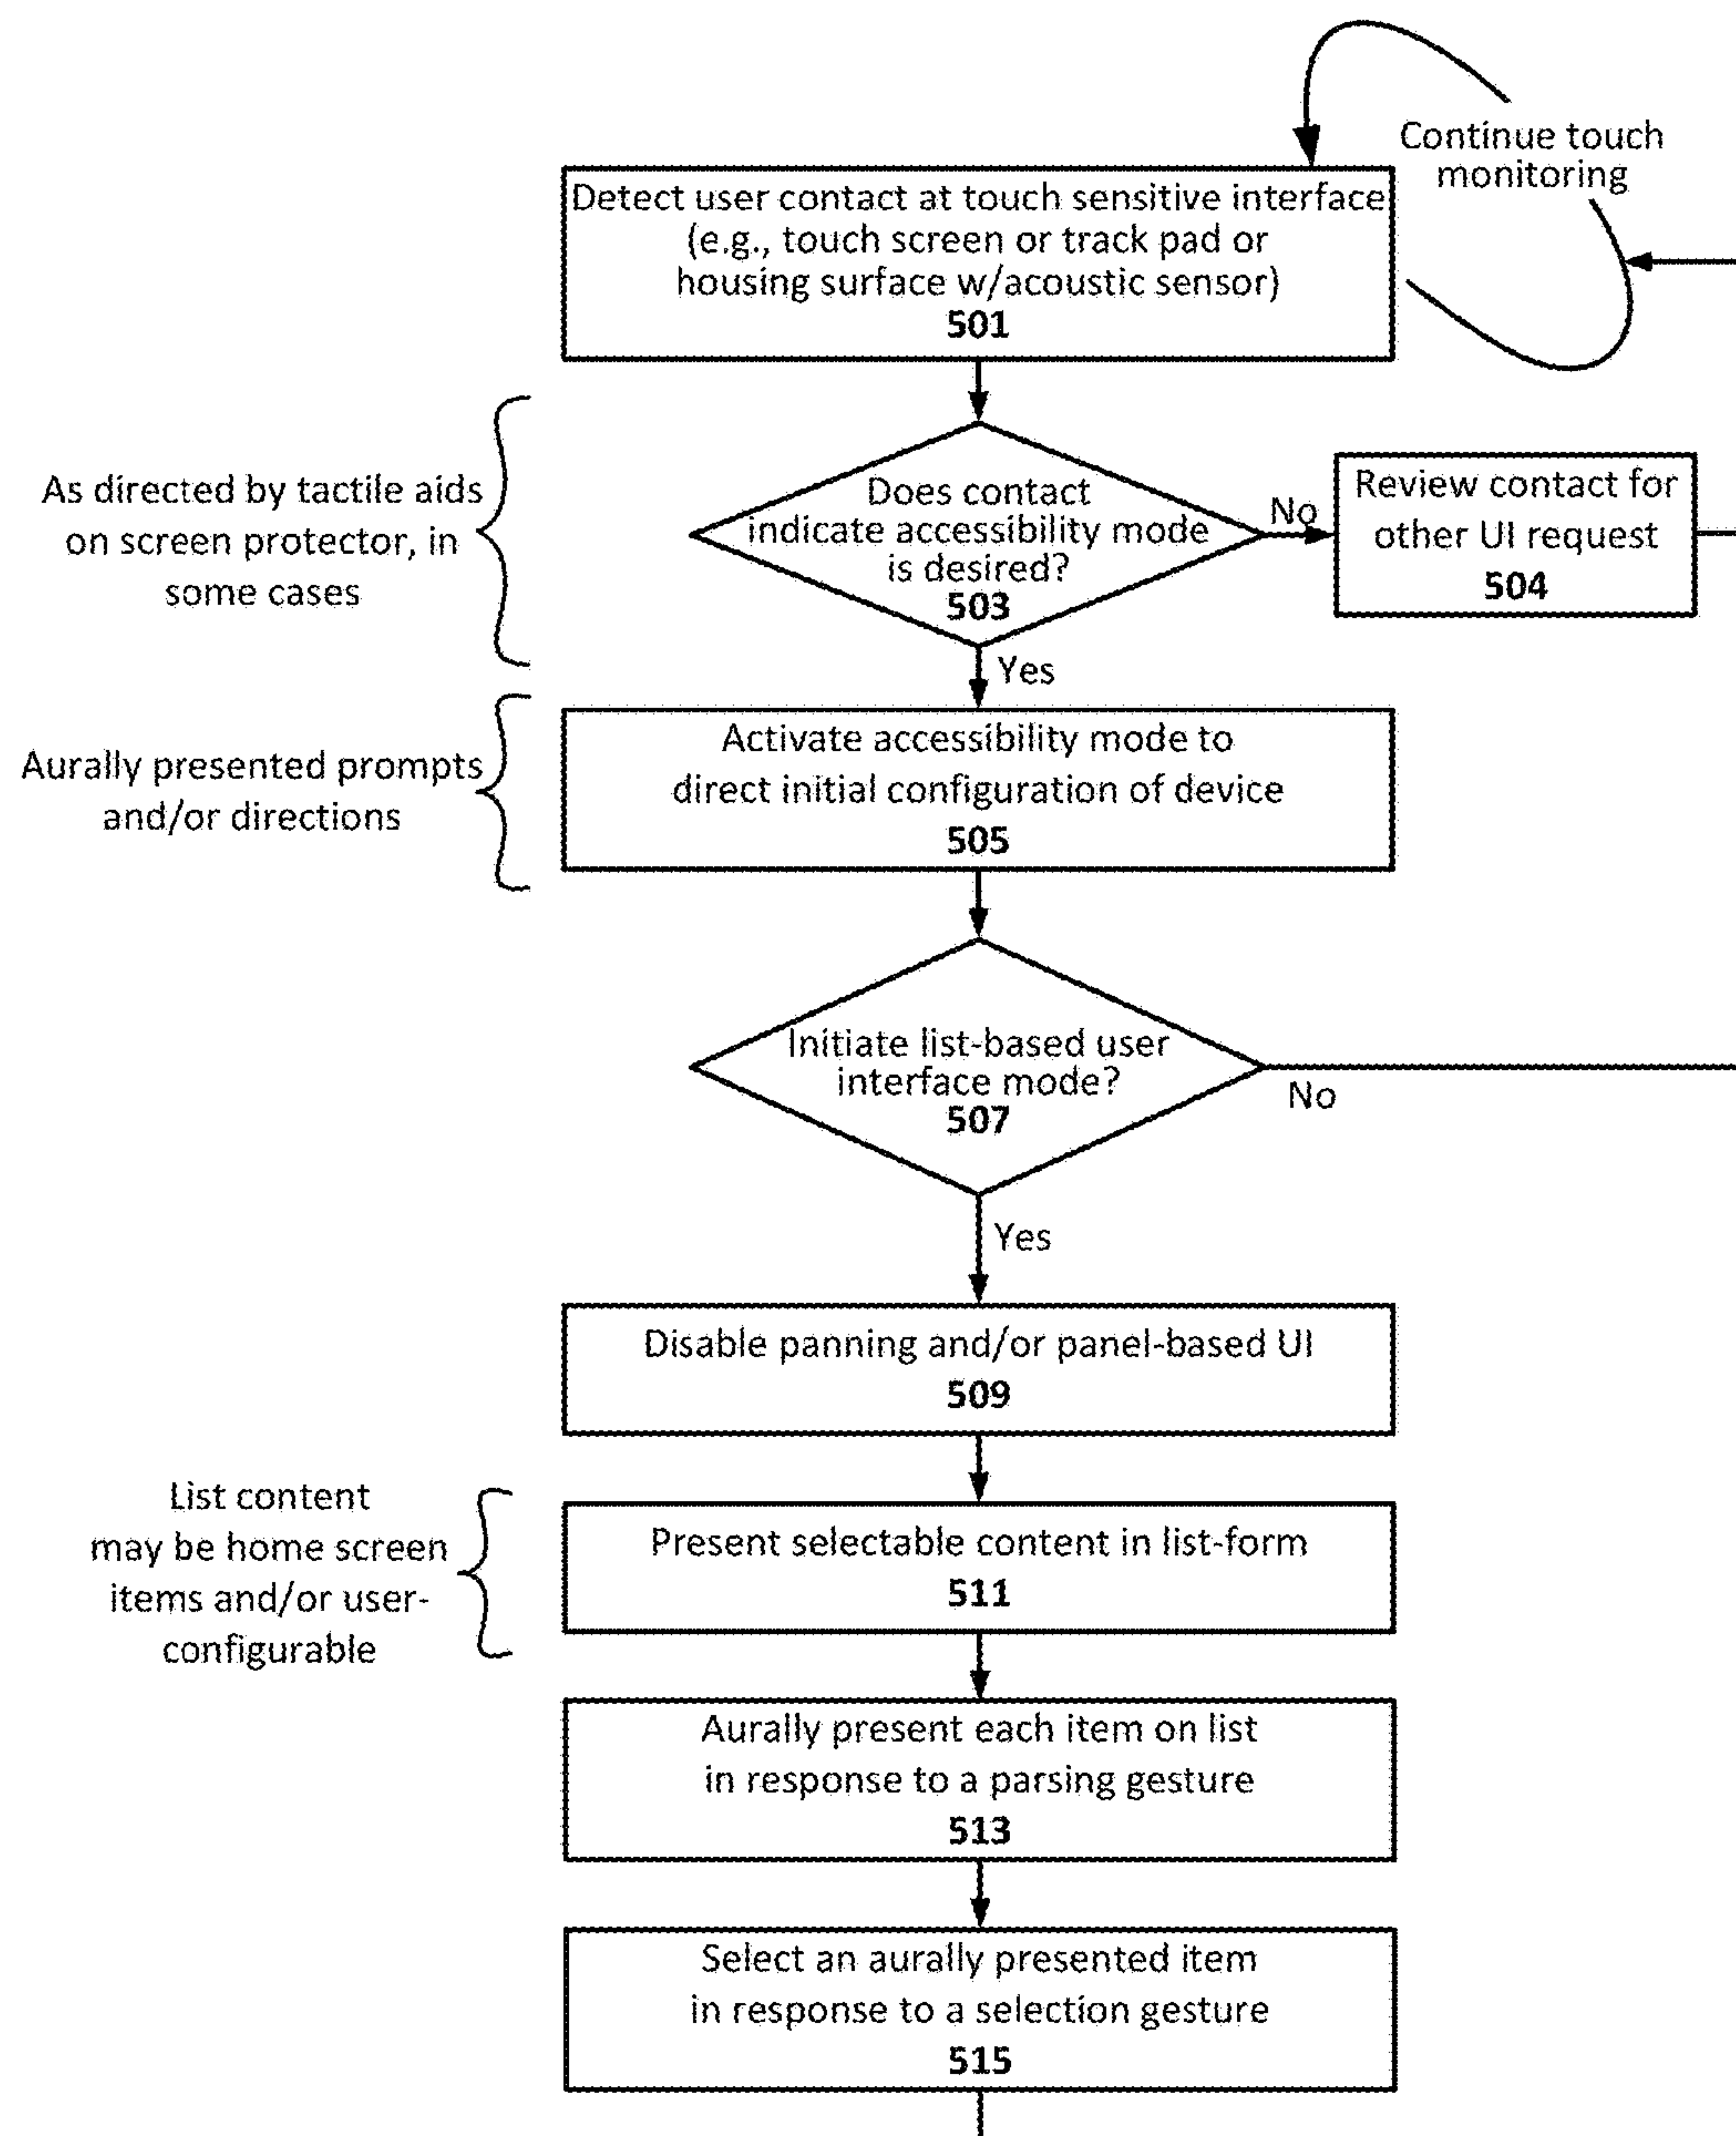 Continue touch
monitoring
Detect user contact at touch sensitive interface
(e.g., touch screen or track pad or
housing surface w/acoustic sensor)
501
As directed by tactile aids
on screen protector, in
some cases
Does contact
indicate accessibility mode
is desired?
503
No
Review contact for
other UI request
504
Yes
Aurally presented prompts
and/or directions
Activate accessibility mode to
direct initial configuration of device
505
Initiate list-based user
interface mode?
507
No
Yes
Disable panning and/or panel-based UI
509
List content
may be home screen
items and/or user-
configurable
Present selectable content in list-form
511
Aurally present each item on list
in response to a parsing gesture
513
Select an aurally presented item
in response to a selection gesture
515